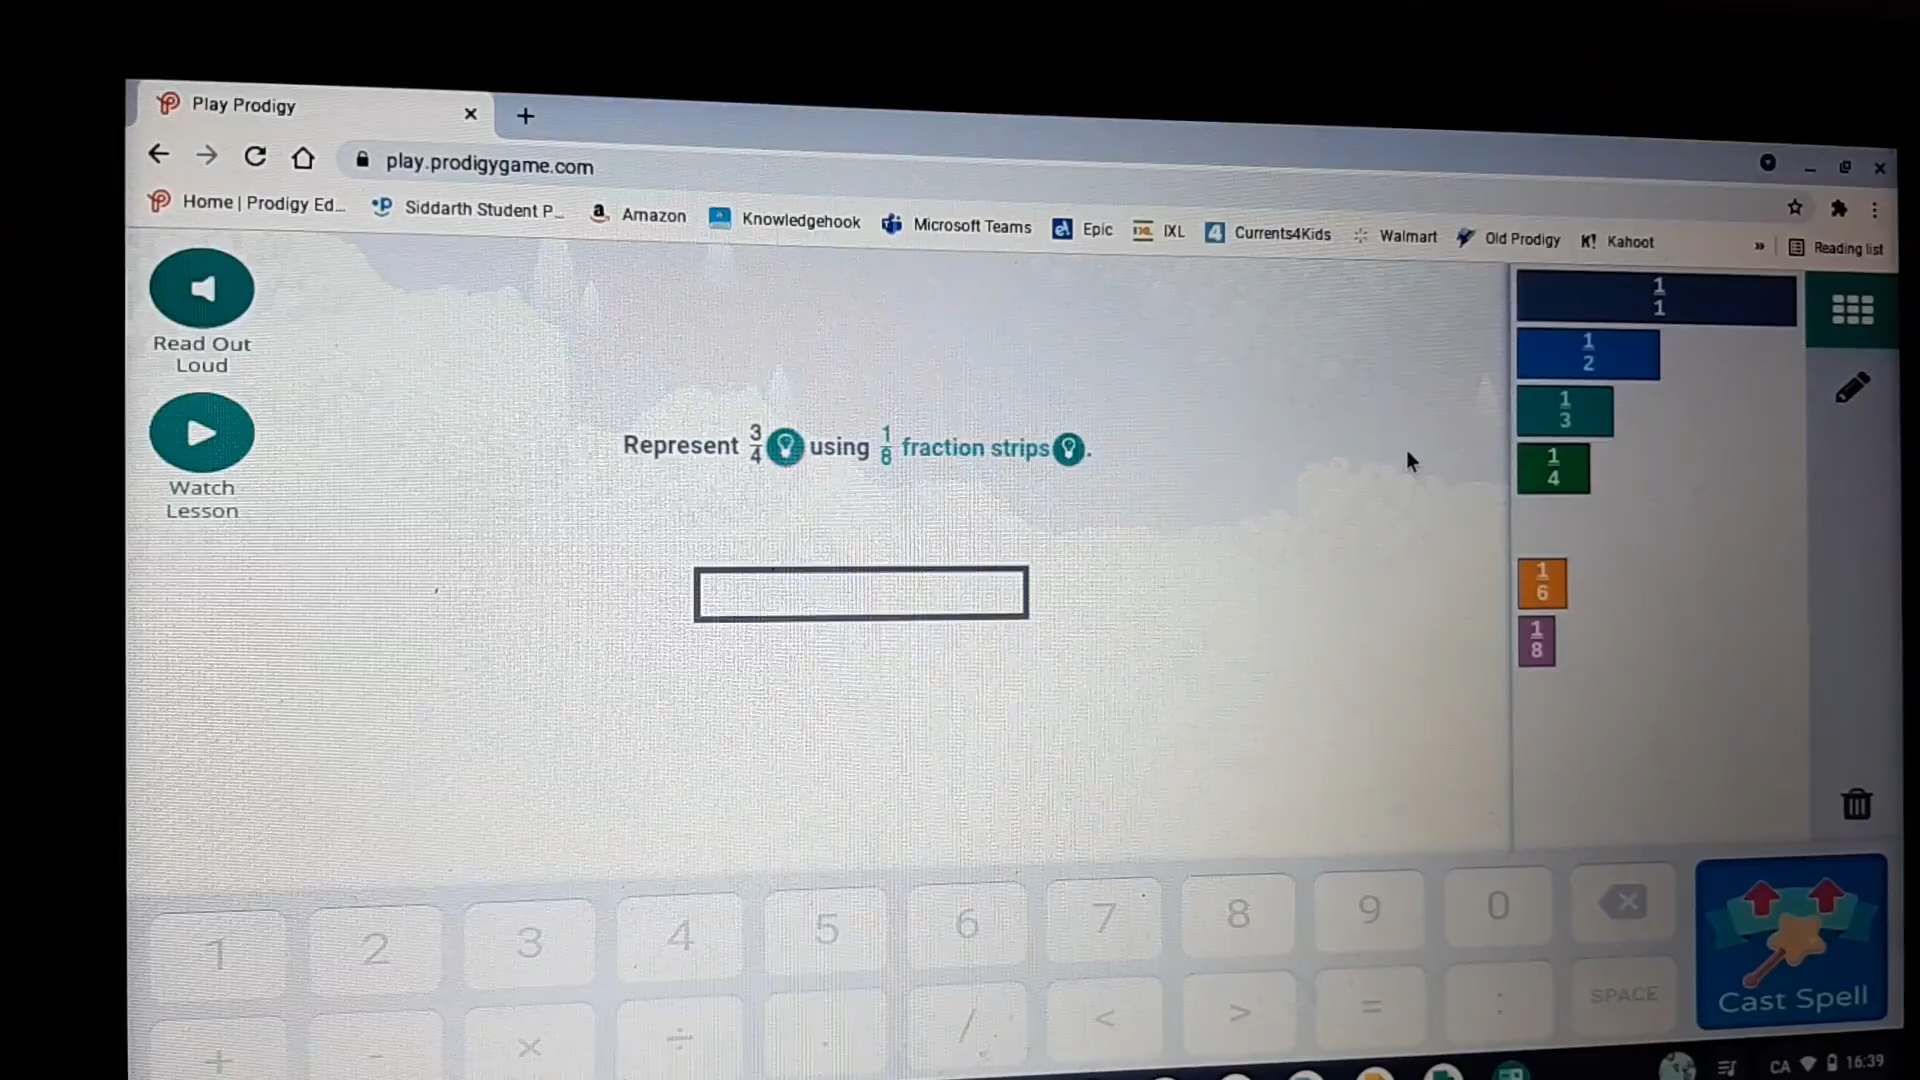 Play Prodigy
play.prodigygame.com
Home | Prodigy Ed...
Siddarth Student P...
Amazon
Knowledgehook
Microsoft Teams
Epic
IXL
Currents4Kids
Walmart
Old Prodigy
K! Kahoot
»
Reading list
Read Out
Loud
Watch
Lesson
Represent 3/4 using 1/8 fraction strips.
1/1
1/2
1/3
1/4
1/6
1/8
1 2 3 4 5 6 7 8 9 0
+ - × ÷ . / < > = : SPACE
Cast Spell
CA 16:39